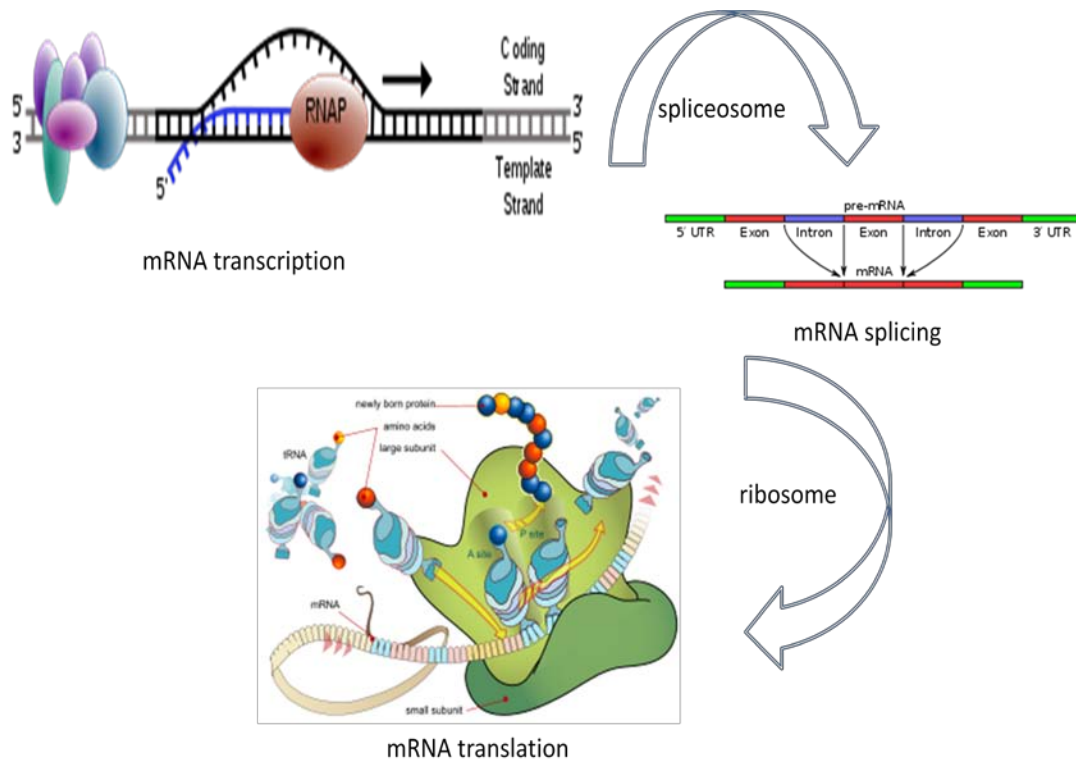 Coding
Strand
5'
3'
RNAP
3'
5'
5'
Template
Strand
mRNA transcription
spliceosome
pre-mRNA
5' UTR Exon Intron Exon Intron Exon 3' UTR
mRNA
mRNA splicing
newly born protein
amino acids
large subunit
tRNA
A site
P site
mRNA
small subunit
ribosome
mRNA translation